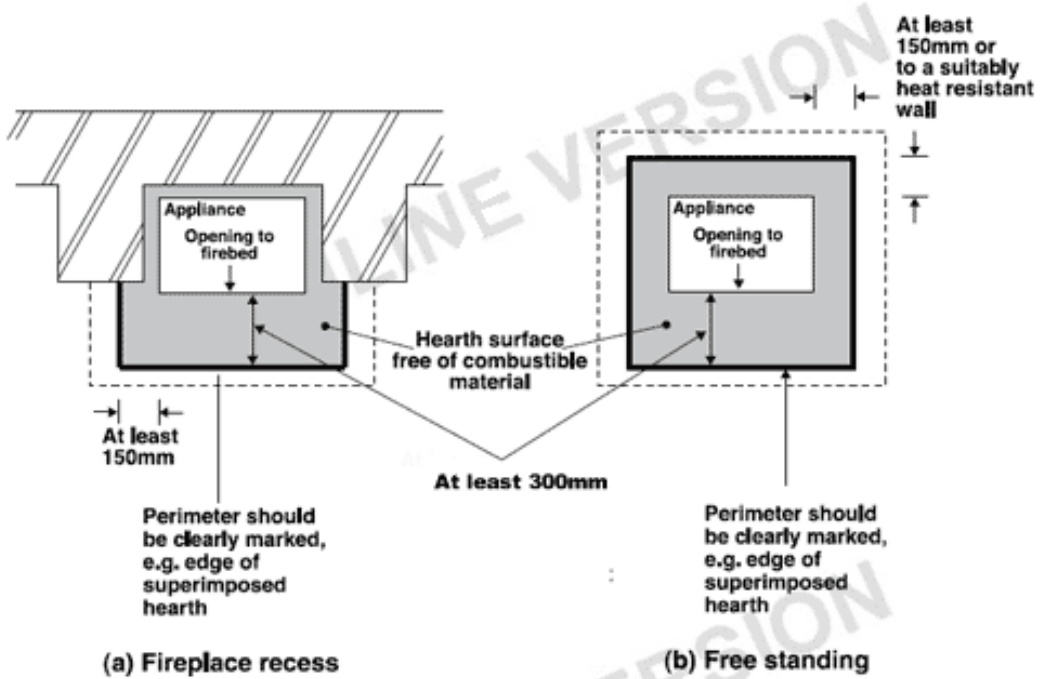 At least
150mm or
to a suitably
heat resistant
wall
Appliance
Opening to
firebed
Appliance
Opening to
firebed
Hearth surface
free of combustible
material
At least
150mm
At least 300mm
Perimeter should
be clearly marked,
e.g. edge of
superimposed
hearth
Perimeter should
be clearly marked,
e.g. edge of
superimposed
hearth
(a) Fireplace recess
(b) Free standing
LINE VERSION
LINE VERSION